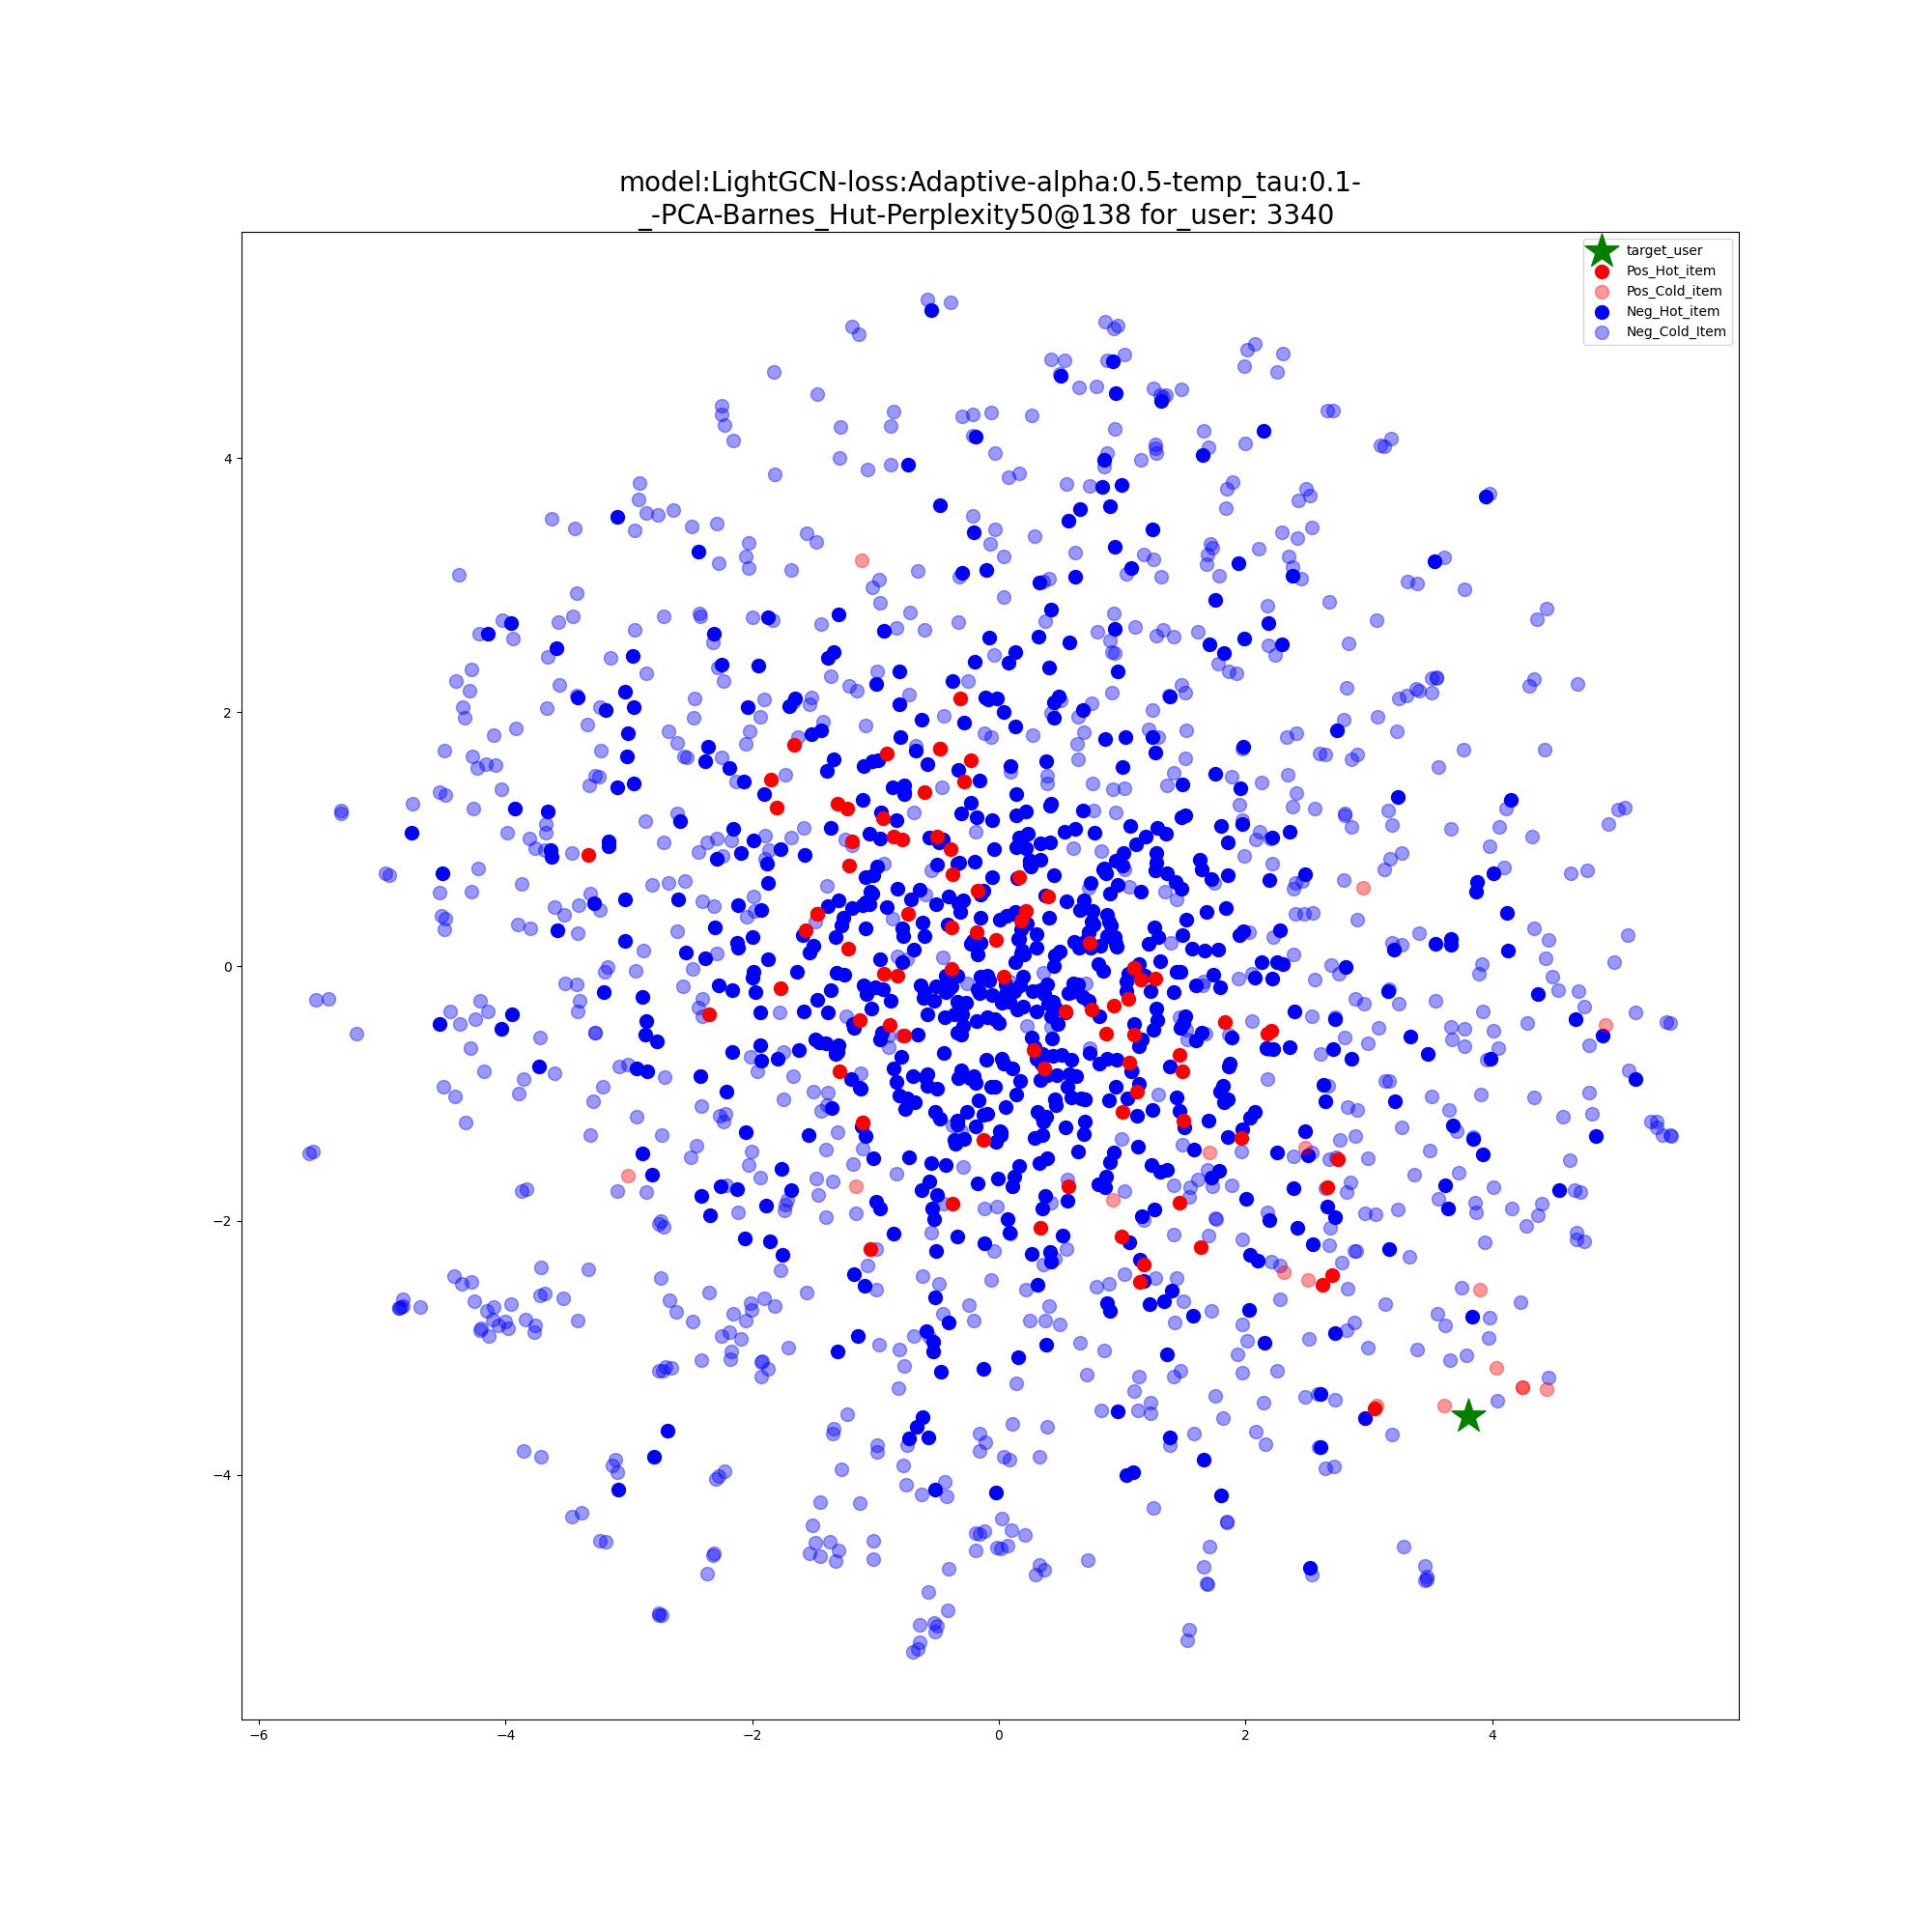 model:LightGCN-loss:Adaptive-alpha:0.5-temp_tau:0.1-
_-PCA-Barnes_Hut-Perplexity50@138 for_user: 3340
target_user
Pos_Hot_item
Pos_Cold_item
Neg_Hot_item
Neg_Cold_Item
4
2
0
−2
−4
−6
−4
−2
0
2
4